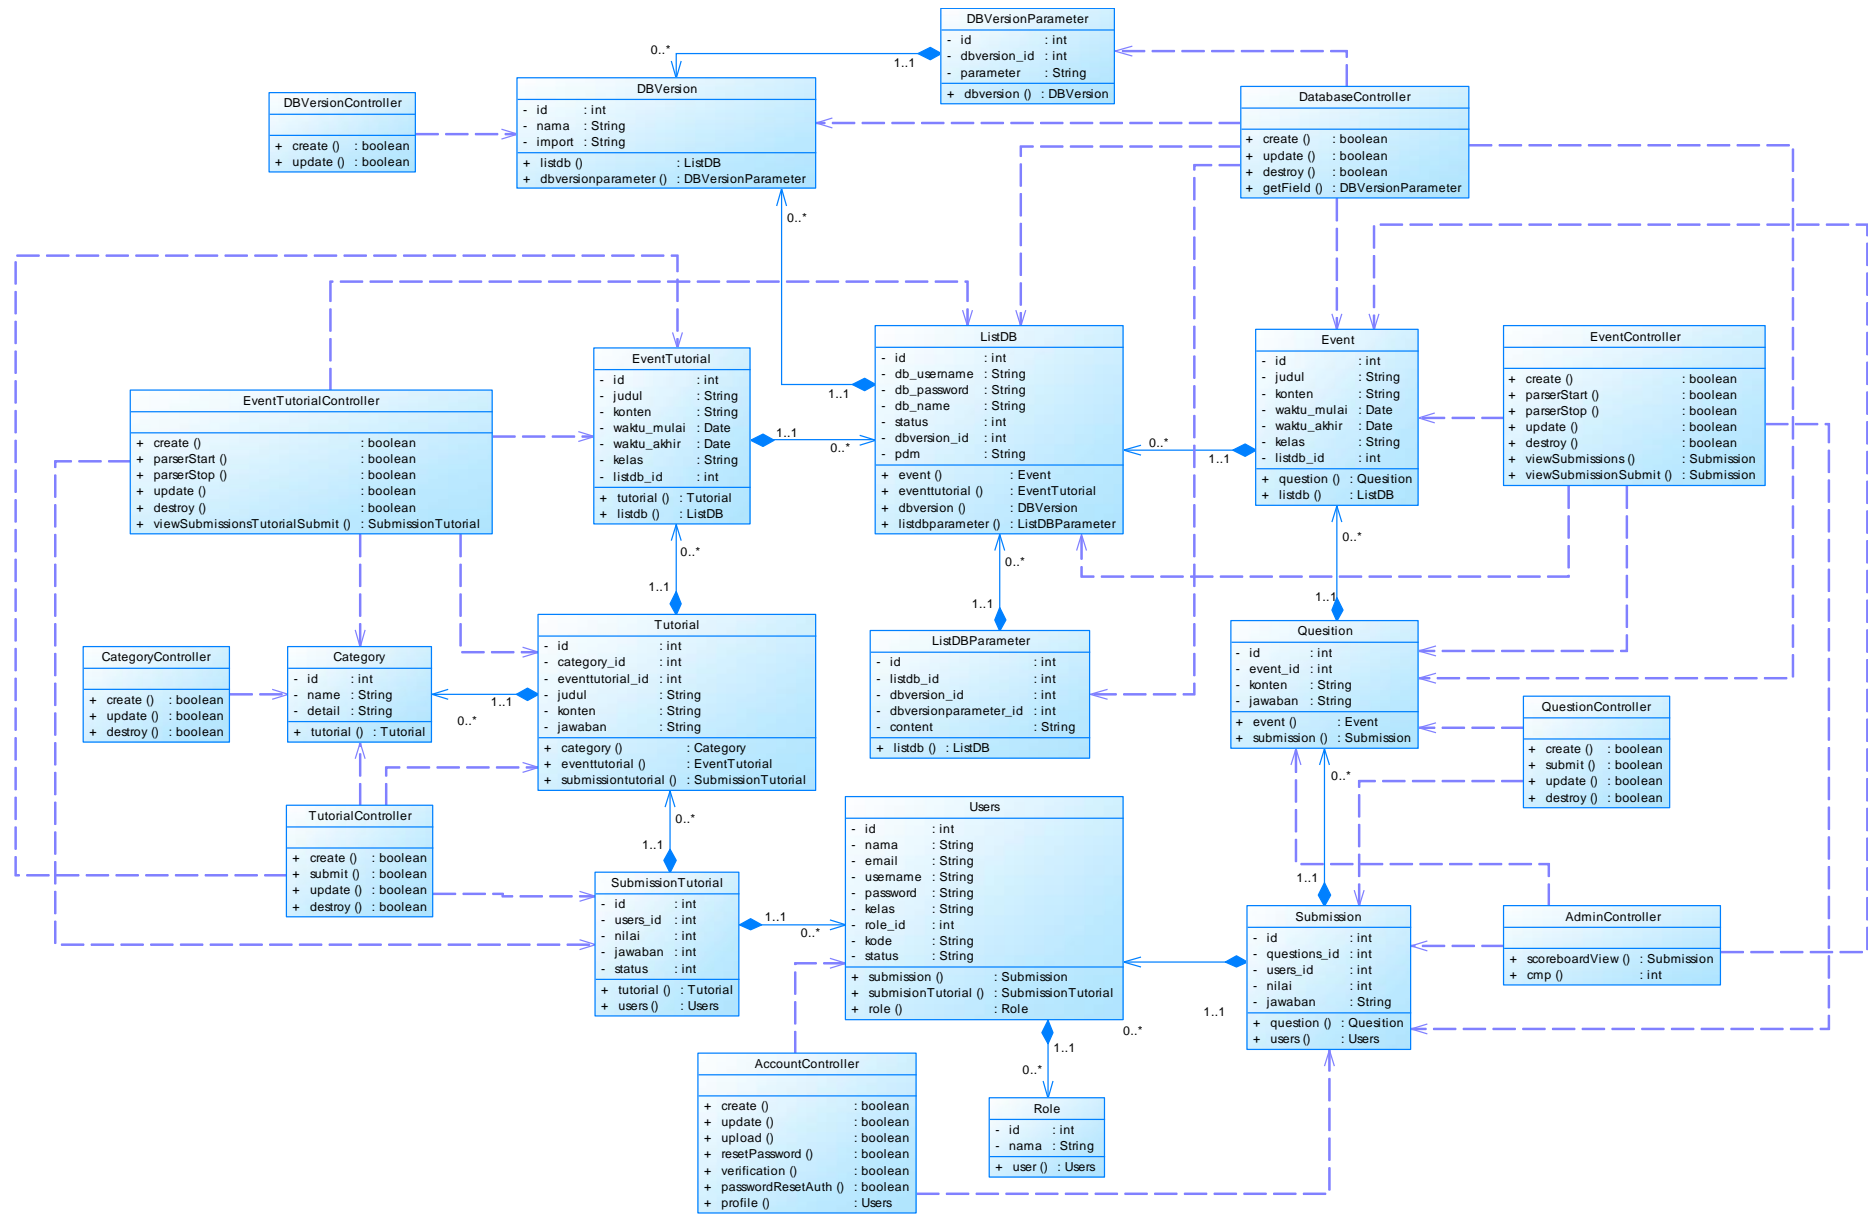 DBVersionParameter
- id : int
- dbversion_id : int
- parameter : String
+ dbversion () : DBVersion
0..*
1..1
DBVersion
- id : int
- nama : String
- import : String
+ listdb () : ListDB
+ dbversionparameter () : DBVersionParameter
DBVersionController
+ create () : boolean
+ update () : boolean
DatabaseController
+ create () : boolean
+ update () : boolean
+ destroy () : boolean
+ getField () : DBVersionParameter
0..*
1..1
EventTutorial
- id : int
- judul : String
- konten : String
- waktu_mulai : Date
- waktu_akhir : Date
- kelas : String
- listdb_id : int
+ tutorial () : Tutorial
+ listdb () : ListDB
1..1
0..*
ListDB
- id : int
- db_username : String
- db_password : String
- db_name : String
- status : int
- dbversion_id : int
- pdm : String
+ event () : Event
+ eventtutorial () : EventTutorial
+ dbversion () : DBVersion
+ listdbparameter () : ListDBParameter
0..*
1..1
Event
- id : int
- judul : String
- konten : String
- waktu_mulai : Date
- waktu_akhir : Date
- kelas : String
- listdb_id : int
+ question () : Quesition
+ listdb () : ListDB
EventController
+ create () : boolean
+ parserStart () : boolean
+ parserStop () : boolean
+ update () : boolean
+ destroy () : boolean
+ viewSubmissions () : Submission
+ viewSubmissionSubmit () : Submission
EventTutorialController
+ create () : boolean
+ parserStart () : boolean
+ parserStop () : boolean
+ update () : boolean
+ destroy () : boolean
+ viewSubmissionsTutorialSubmit () : SubmissionTutorial
0..*
1..1
0..*
1..1
0..*
1..1
Tutorial
- id : int
- category_id : int
- eventtutorial_id : int
- judul : String
- konten : String
- jawaban : String
+ category () : Category
+ eventtutorial () : EventTutorial
+ submissiontutorial () : SubmissionTutorial
ListDBParameter
- id : int
- listdb_id : int
- dbversion_id : int
- dbversionparameter_id : int
- content : String
+ listdb () : ListDB
Quesition
- id : int
- event_id : int
- konten : String
- jawaban : String
+ event () : Event
+ submission () : Submission
CategoryController
+ create () : boolean
+ update () : boolean
+ destroy () : boolean
Category
- id : int
- name : String
- detail : String
+ tutorial () : Tutorial
0..*
1..1
QuestionController
+ create () : boolean
+ submit () : boolean
+ update () : boolean
+ destroy () : boolean
TutorialController
+ create () : boolean
+ submit () : boolean
+ update () : boolean
+ destroy () : boolean
0..*
1..1
SubmissionTutorial
- id : int
- users_id : int
- nilai : int
- jawaban : int
- status : int
+ tutorial () : Tutorial
+ users () : Users
1..1
0..*
Users
- id : int
- nama : String
- email : String
- username : String
- password : String
- kelas : String
- role_id : int
- kode : String
- status : String
+ submission () : Submission
+ submisionTutorial () : SubmissionTutorial
+ role () : Role
0..*
1..1
0..*
1..1
Submission
- id : int
- questions_id : int
- users_id : int
- nilai : int
- jawaban : String
+ question () : Quesition
+ users () : Users
AdminController
+ scoreboardView () : Submission
+ cmp () : int
1..1
0..*
AccountController
+ create () : boolean
+ update () : boolean
+ upload () : boolean
+ resetPassword () : boolean
+ verification () : boolean
+ passwordResetAuth () : boolean
+ profile () : Users
Role
- id : int
- nama : String
+ user () : Users